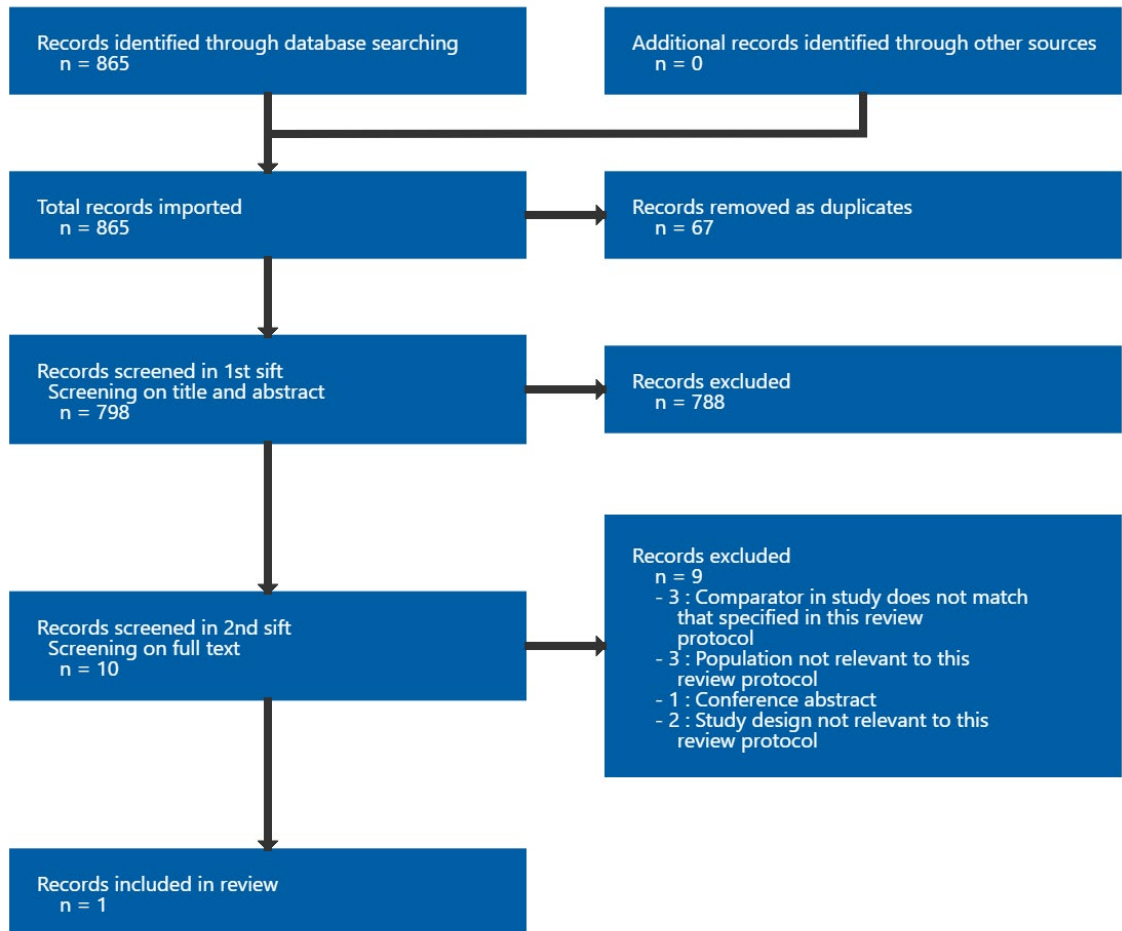 Records identified through database searching
n = 865
Additional records identified through other sources
n = 0
Total records imported
n = 865
Records removed as duplicates
n = 67
Records screened in 1st sift
Screening on title and abstract
n = 798
Records excluded
n = 788
Records screened in 2nd sift
Screening on full text
n = 10
Records excluded
n = 9
- 3 : Comparator in study does not match
that specified in this review
protocol
- 3 : Population not relevant to this
review protocol
- 1 : Conference abstract
- 2 : Study design not relevant to this
review protocol
Records included in review
n = 1